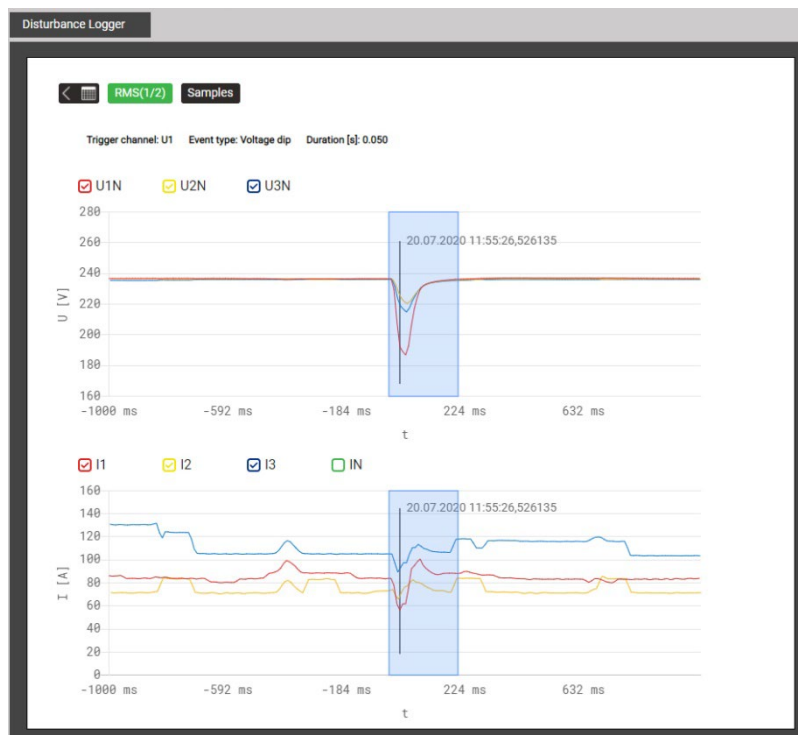 Disturbance Logger
RMS(1/2) Samples
Trigger channel: U1 Event type: Voltage dip Duration [s]: 0.050
U1N U2N U3N
280
260
20.07.2020 11:55:26,526135
240
220
200
180
160
U [V]
-1000 ms -592 ms -184 ms 224 ms 632 ms
t
I1 I2 I3 IN
160
140
20.07.2020 11:55:26,526135
120
100
80
60
40
20
0
I [A]
-1000 ms -592 ms -184 ms 224 ms 632 ms
t